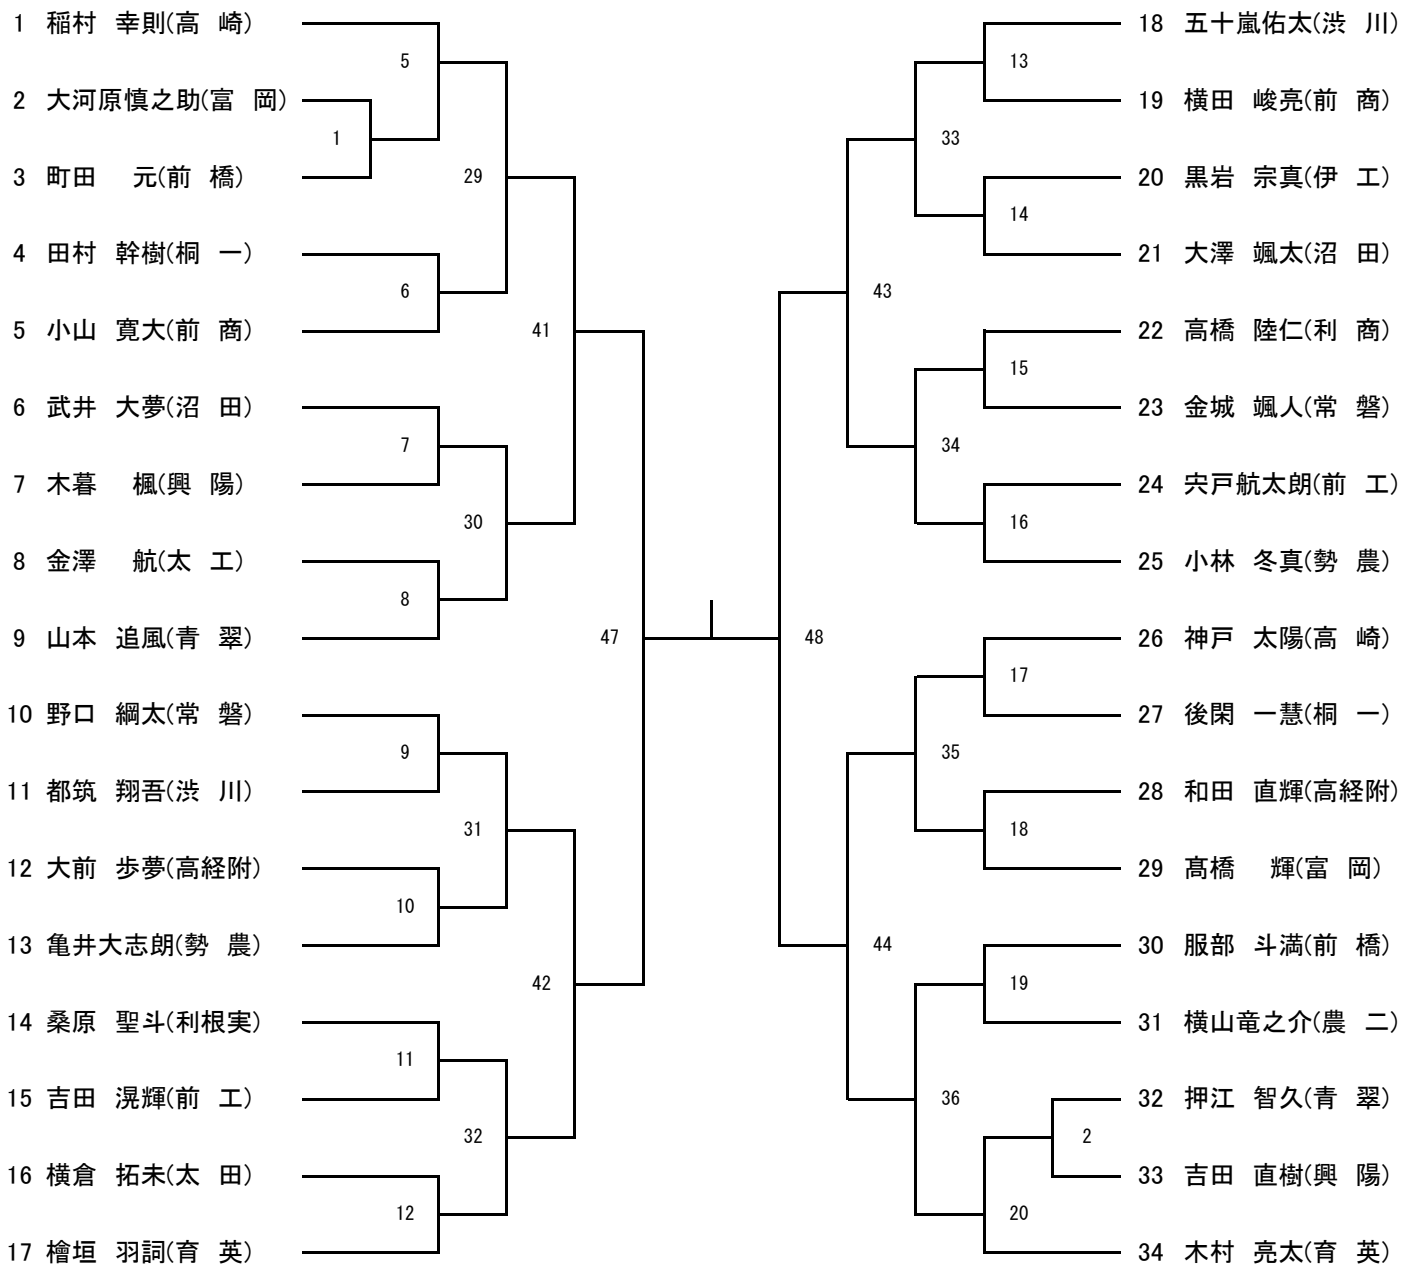 1 稲村 幸則(高 崎)
2 大河原慎之助(富 岡)
3 町田 元(前 橋)
4 田村 幹樹(桐 一)
5 小山 寛大(前 商)
6 武井 大夢(沼 田)
7 木暮 楓(興 陽)
8 金澤 航(太 工)
9 山本 追風(青 翠)
10 野口 綱太(常 磐)
11 都筑 翔吾(渋 川)
12 大前 歩夢(高経附)
13 亀井大志朗(勢 農)
14 桑原 聖斗(利根実)
15 吉田 滉輝(前 工)
16 横倉 拓未(太 田)
17 檜垣 羽詞(育 英)
5
1
29
6
41
7
30
8
47
9
31
10
42
11
32
12
48
43
33
13
14
34
15
16
44
35
17
18
36
19
2
20
18 五十嵐佑太(渋 川)
19 横田 峻亮(前 商)
20 黒岩 宗真(伊 工)
21 大澤 颯太(沼 田)
22 高橋 陸仁(利 商)
23 金城 颯人(常 磐)
24 宍戸航太朗(前 工)
25 小林 冬真(勢 農)
26 神戸 太陽(高 崎)
27 後閑 一慧(桐 一)
28 和田 直輝(高経附)
29 髙橋 輝(富 岡)
30 服部 斗満(前 橋)
31 横山竜之介(農 二)
32 押江 智久(青 翠)
33 吉田 直樹(興 陽)
34 木村 亮太(育 英)